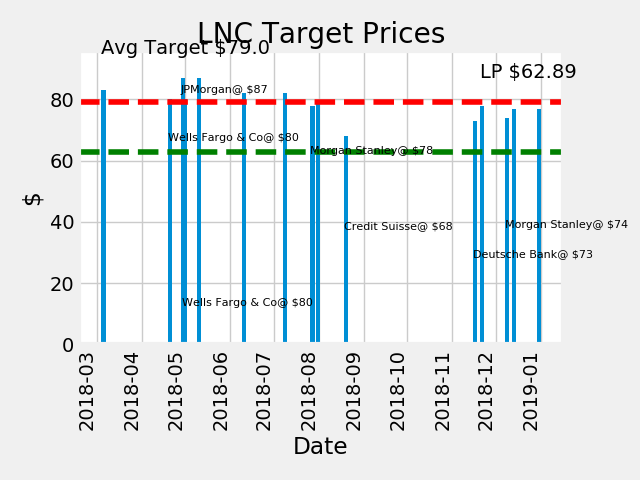 LNC Target Prices
Avg Target $79.0
LP $62.89
JPMorgan@ $87
Wells Fargo & Co@ $80
Morgan Stanley@ $78
Credit Suisse@ $68
Morgan Stanley@ $74
Deutsche Bank@ $73
Wells Fargo & Co@ $80
$
80
60
40
20
0
2018-03
2018-04
2018-05
2018-06
2018-07
2018-08
2018-09
2018-10
2018-11
2018-12
2019-01
Date